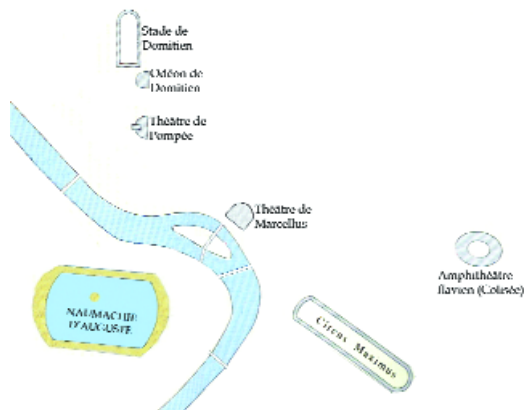 Stade de
Domitien
Odéon de
Domitien
Théâtre de
Pompée
Théâtre de
Marcellus
Amphithéâtre
flavien (Colisée)
NAUMACHIE
D'AUGUSTE
Circus Maximus